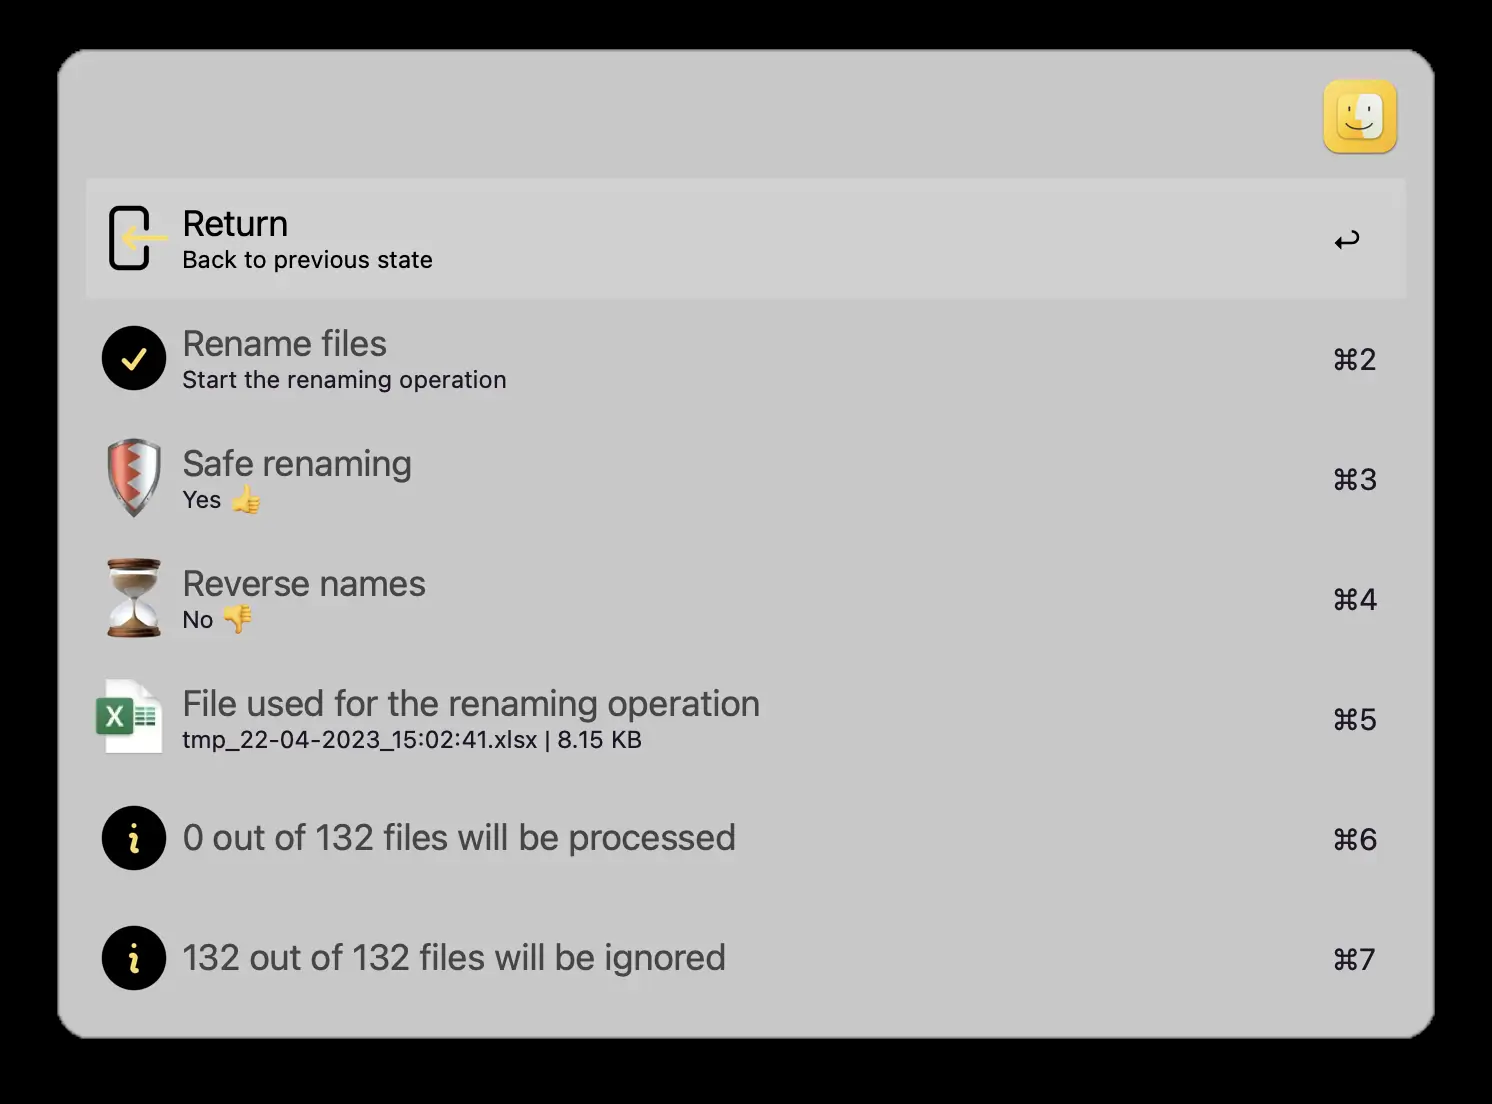 Return
Back to previous state
↩
Rename files
Start the renaming operation
⌘2
Safe renaming
Yes 👍
⌘3
Reverse names
No 👎
⌘4
File used for the renaming operation
tmp_22-04-2023_15:02:41.xlsx | 8.15 KB
⌘5
0 out of 132 files will be processed
⌘6
132 out of 132 files will be ignored
⌘7